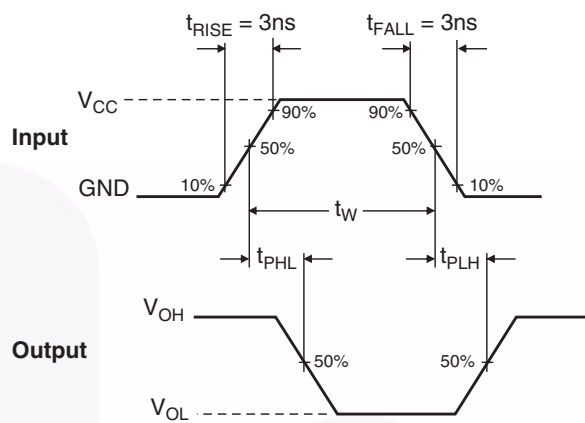 tRISE = 3ns
tFALL = 3ns
VCC
90%
90%
Input
50%
50%
GND
10%
10%
tW
tPHL
tPLH
VOH
Output
50%
50%
VOL